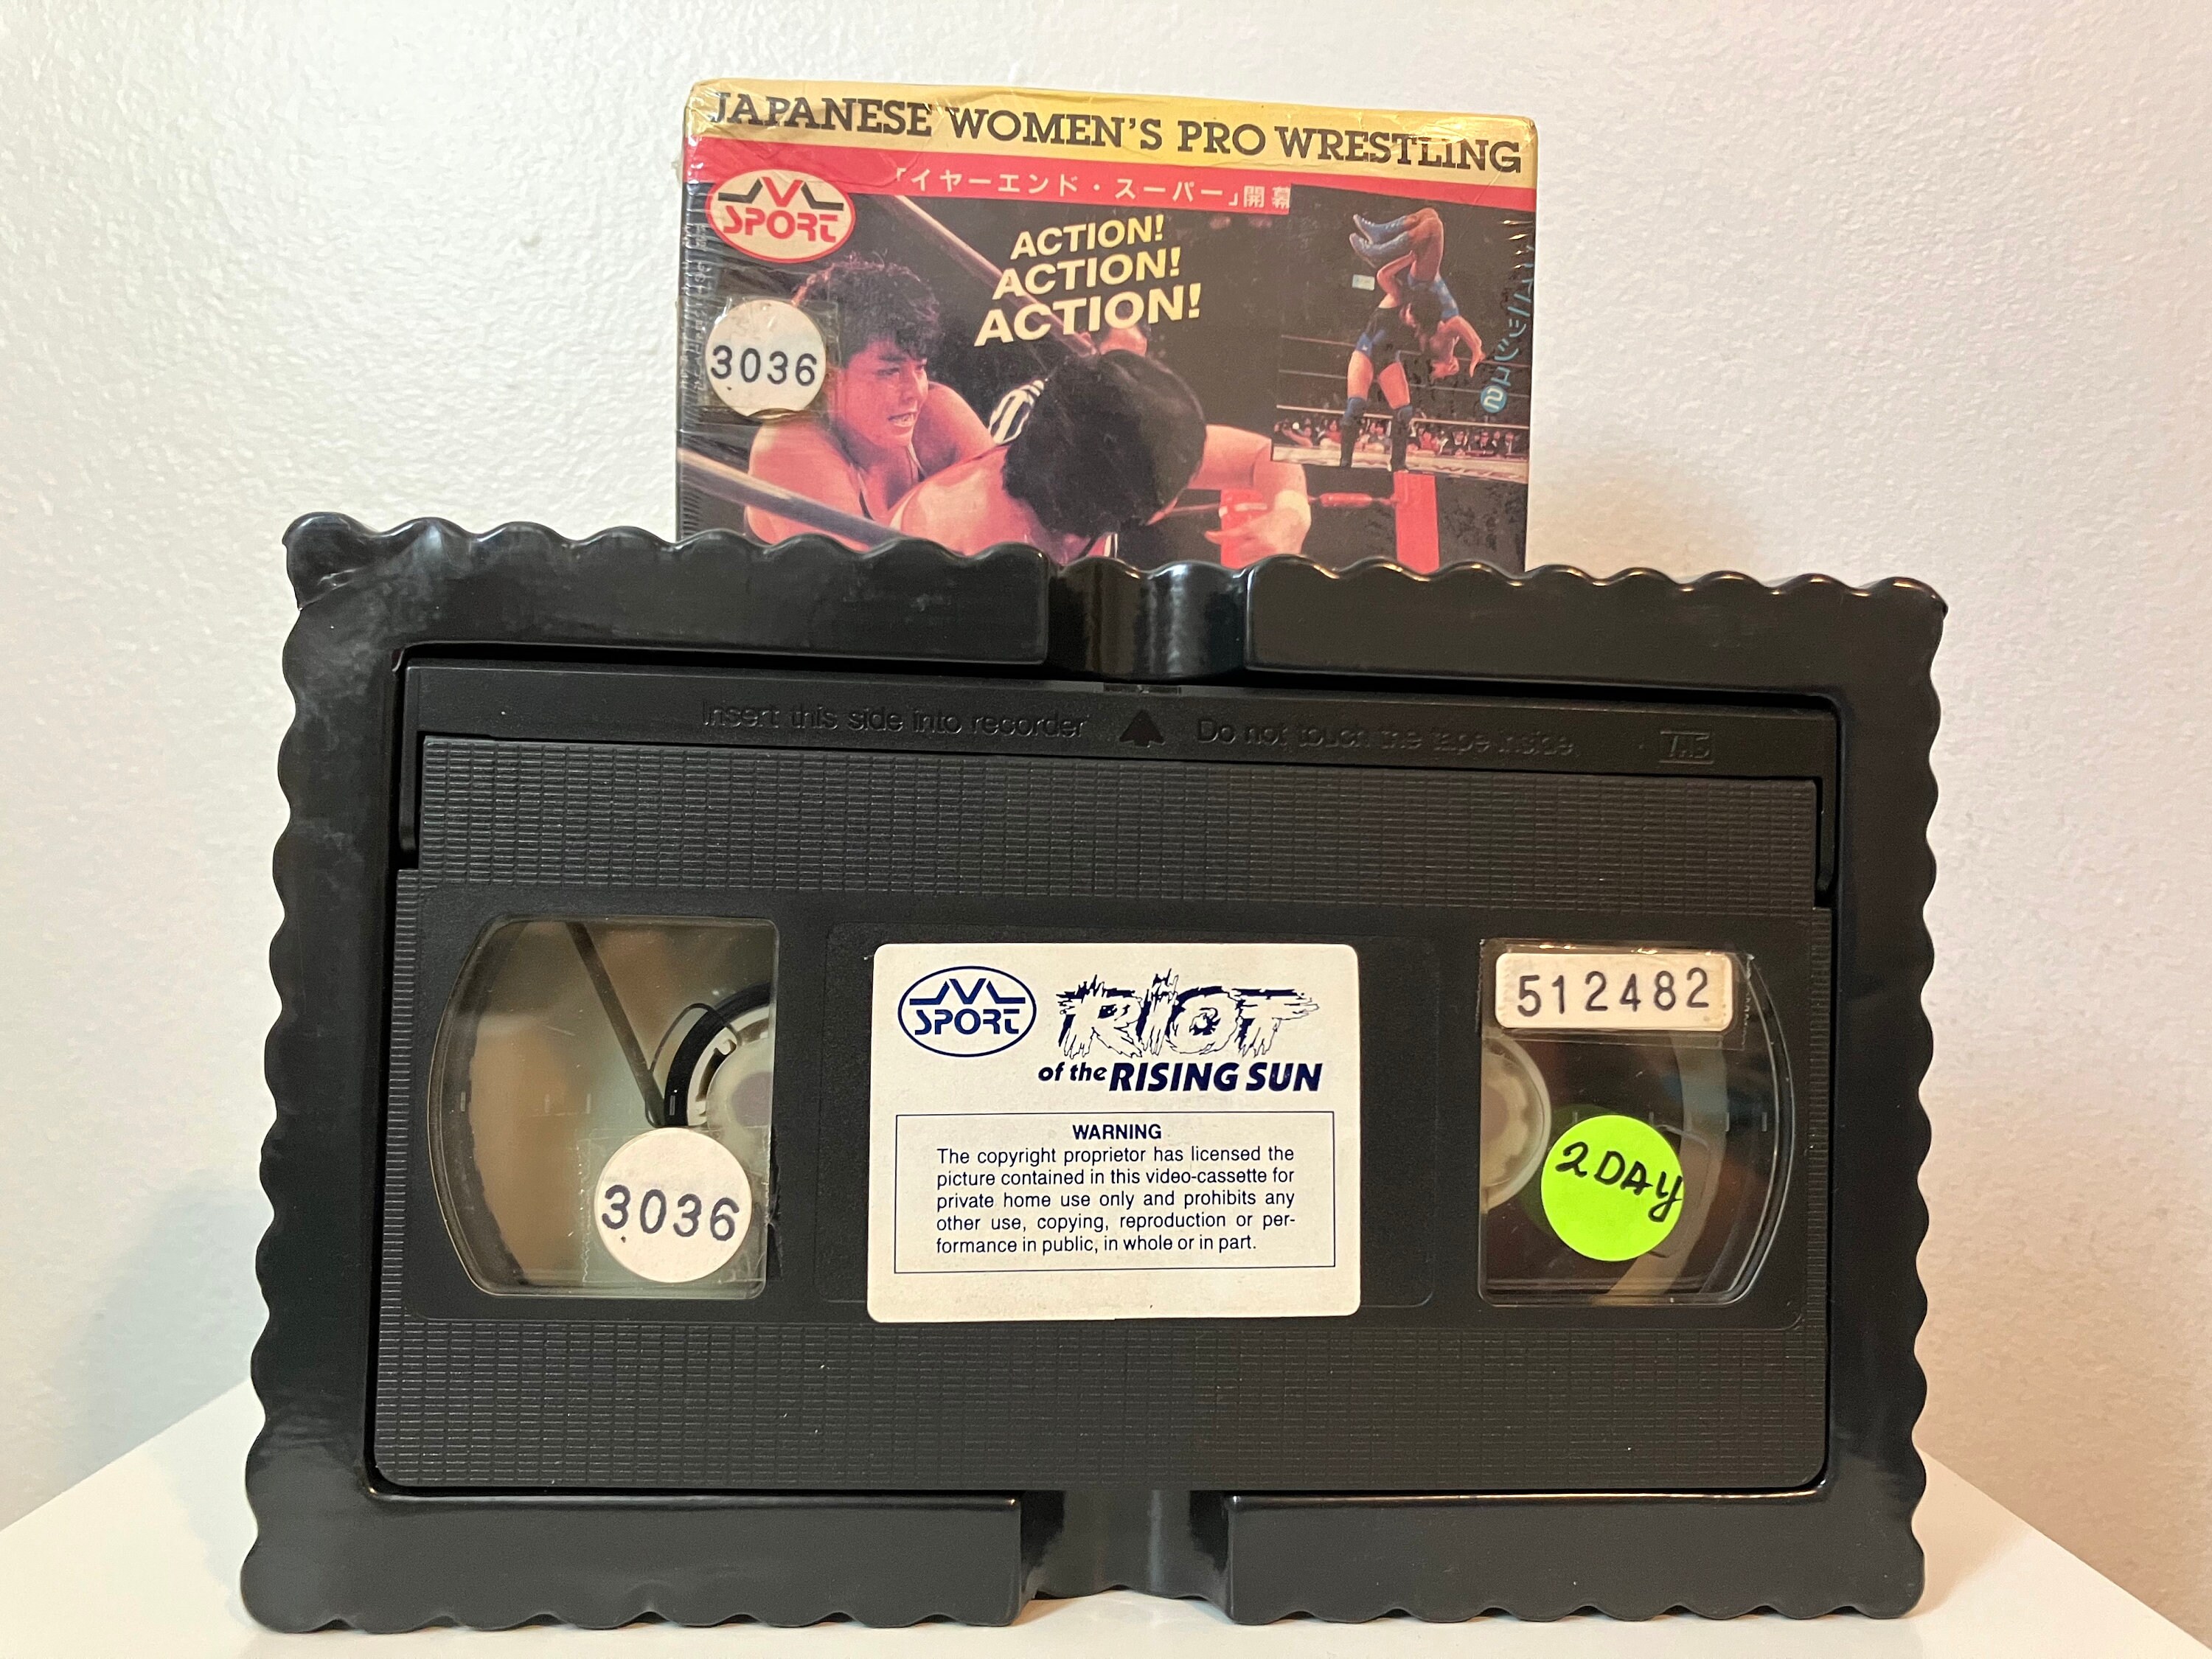 JAPANESE WOMEN'S PRO WRESTLING
「イヤーエンド・スーパー」開幕
SPORT
ACTION!
ACTION!
ACTION!
3036
Insert this side into recorder
Do not touch the tape inside
VHS
SPORT
RIOT
of the RISING SUN
WARNING
The copyright proprietor has licensed the
picture contained in this video-cassette for
private home use only and prohibits any
other use, copying, reproduction or per-
formance in public, in whole or in part.
512482
2 DAY
3036